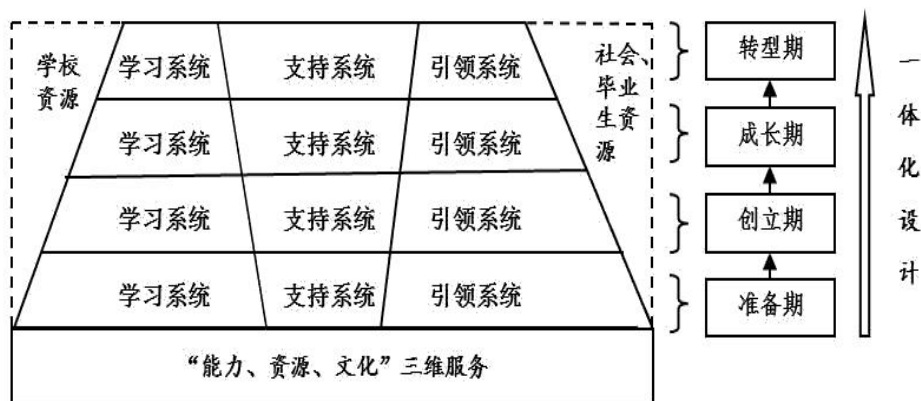 学校
资源
学习系统 支持系统 引领系统
社会、
毕业
生资
源
转型期
学习系统 支持系统 引领系统
成长期
学习系统 支持系统 引领系统
创立期
学习系统 支持系统 引领系统
准备期
一体化设计
“能力、资源、文化”三维服务